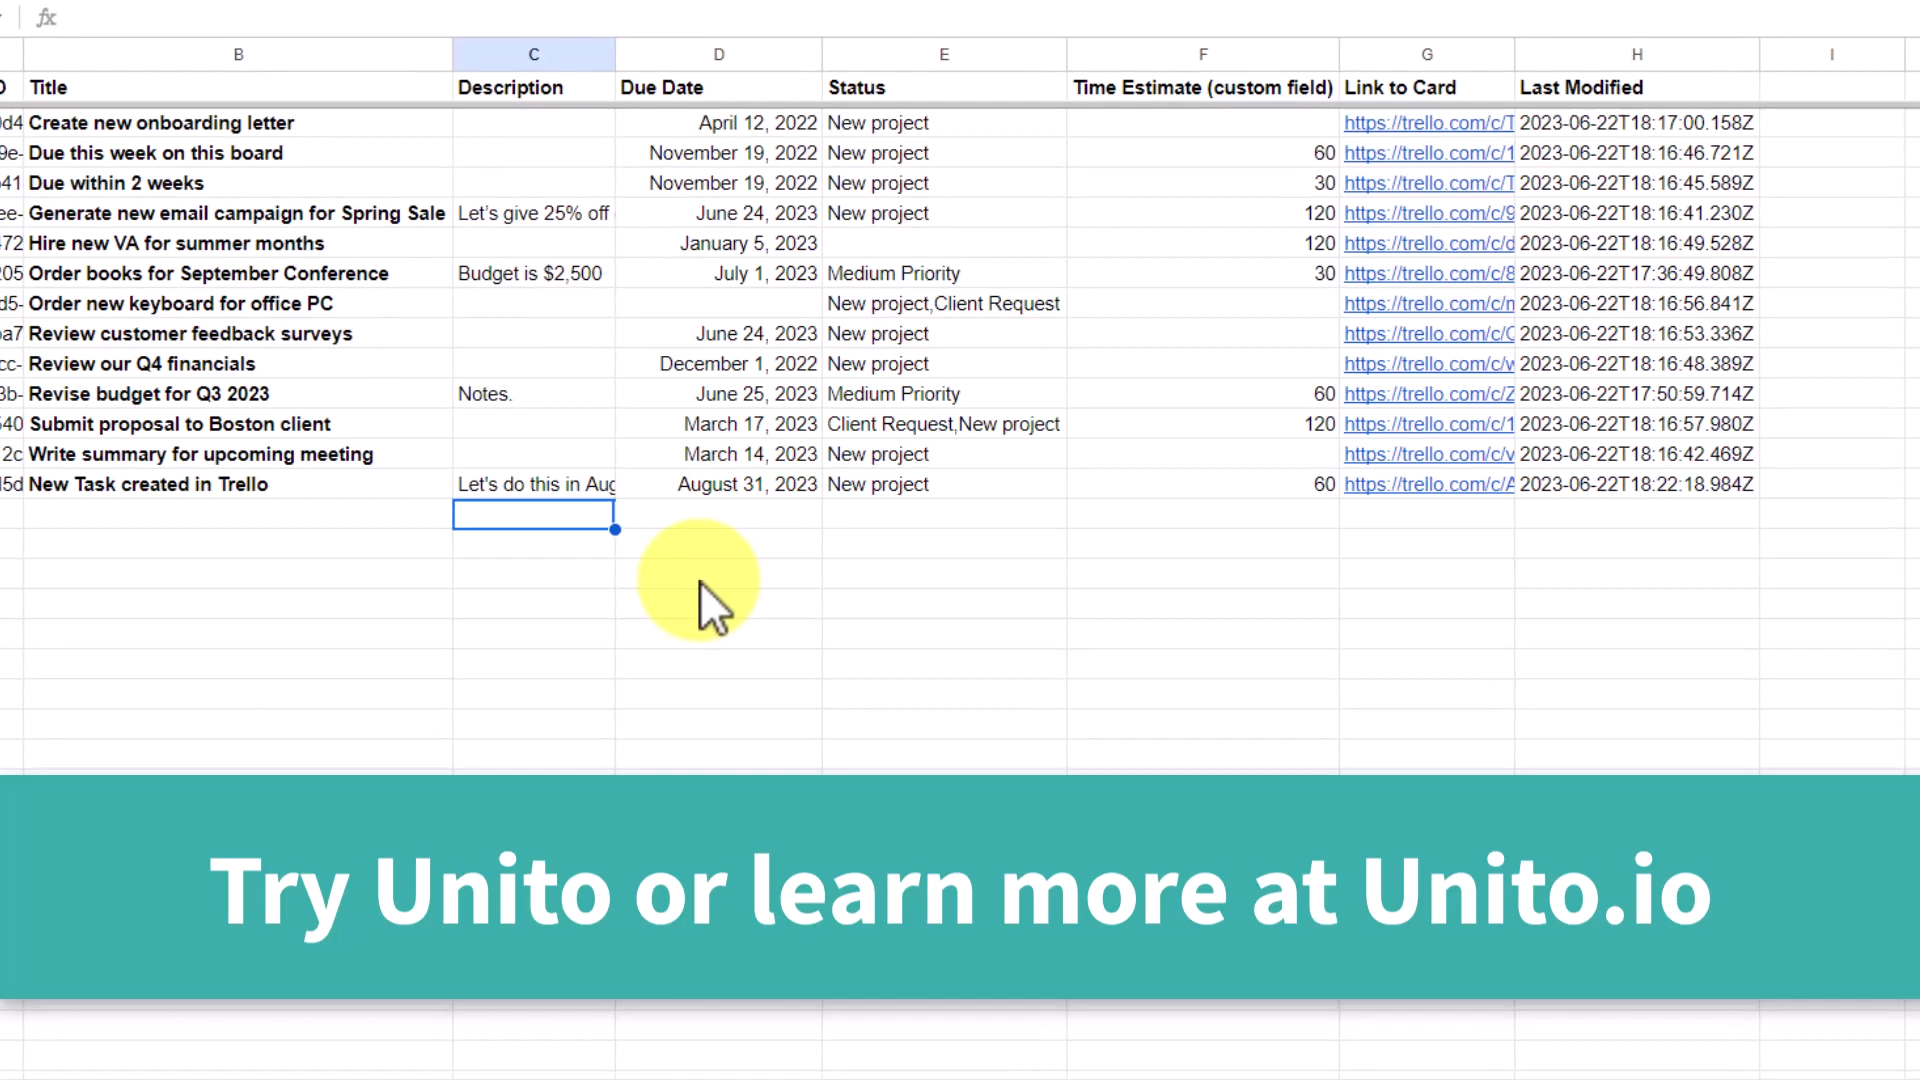 fx
B C D E F G H I
Title Description Due Date Status Time Estimate (custom field) Link to Card Last Modified
Create new onboarding letter April 12, 2022 New project https://trello.com/c/T 2023-06-22T18:17:00.158Z
9e- Due this week on this board November 19, 2022 New project 60 https://trello.com/c/1 2023-06-22T18:16:46.721Z
Due within 2 weeks November 19, 2022 New project 30 https://trello.com/c/T 2023-06-22T18:16:45.589Z
ee- Generate new email campaign for Spring Sale Let's give 25% off June 24, 2023 New project 120 https://trello.com/c/9 2023-06-22T18:16:41.230Z
472 Hire new VA for summer months January 5, 2023 120 https://trello.com/c/d 2023-06-22T18:16:49.528Z
205 Order books for September Conference Budget is $2,500 July 1, 2023 Medium Priority 30 https://trello.com/c/8 2023-06-22T17:36:49.808Z
d5- Order new keyboard for office PC New project,Client Request https://trello.com/c/n 2023-06-22T18:16:56.841Z
Review customer feedback surveys June 24, 2023 New project https://trello.com/c/ 2023-06-22T18:16:53.336Z
cc- Review our Q4 financials December 1, 2022 New project https://trello.com/c/w 2023-06-22T18:16:48.389Z
3b- Revise budget for Q3 2023 Notes. June 25, 2023 Medium Priority 60 https://trello.com/c/Z 2023-06-22T17:50:59.714Z
540 Submit proposal to Boston client March 17, 2023 Client Request,New project 120 https://trello.com/c/1 2023-06-22T18:16:57.980Z
2c Write summary for upcoming meeting March 14, 2023 New project https://trello.com/c/v 2023-06-22T18:16:42.469Z
5d New Task created in Trello Let's do this in Aug August 31, 2023 New project 60 https://trello.com/c/A 2023-06-22T18:22:18.984Z
Try Unito or learn more at Unito.io